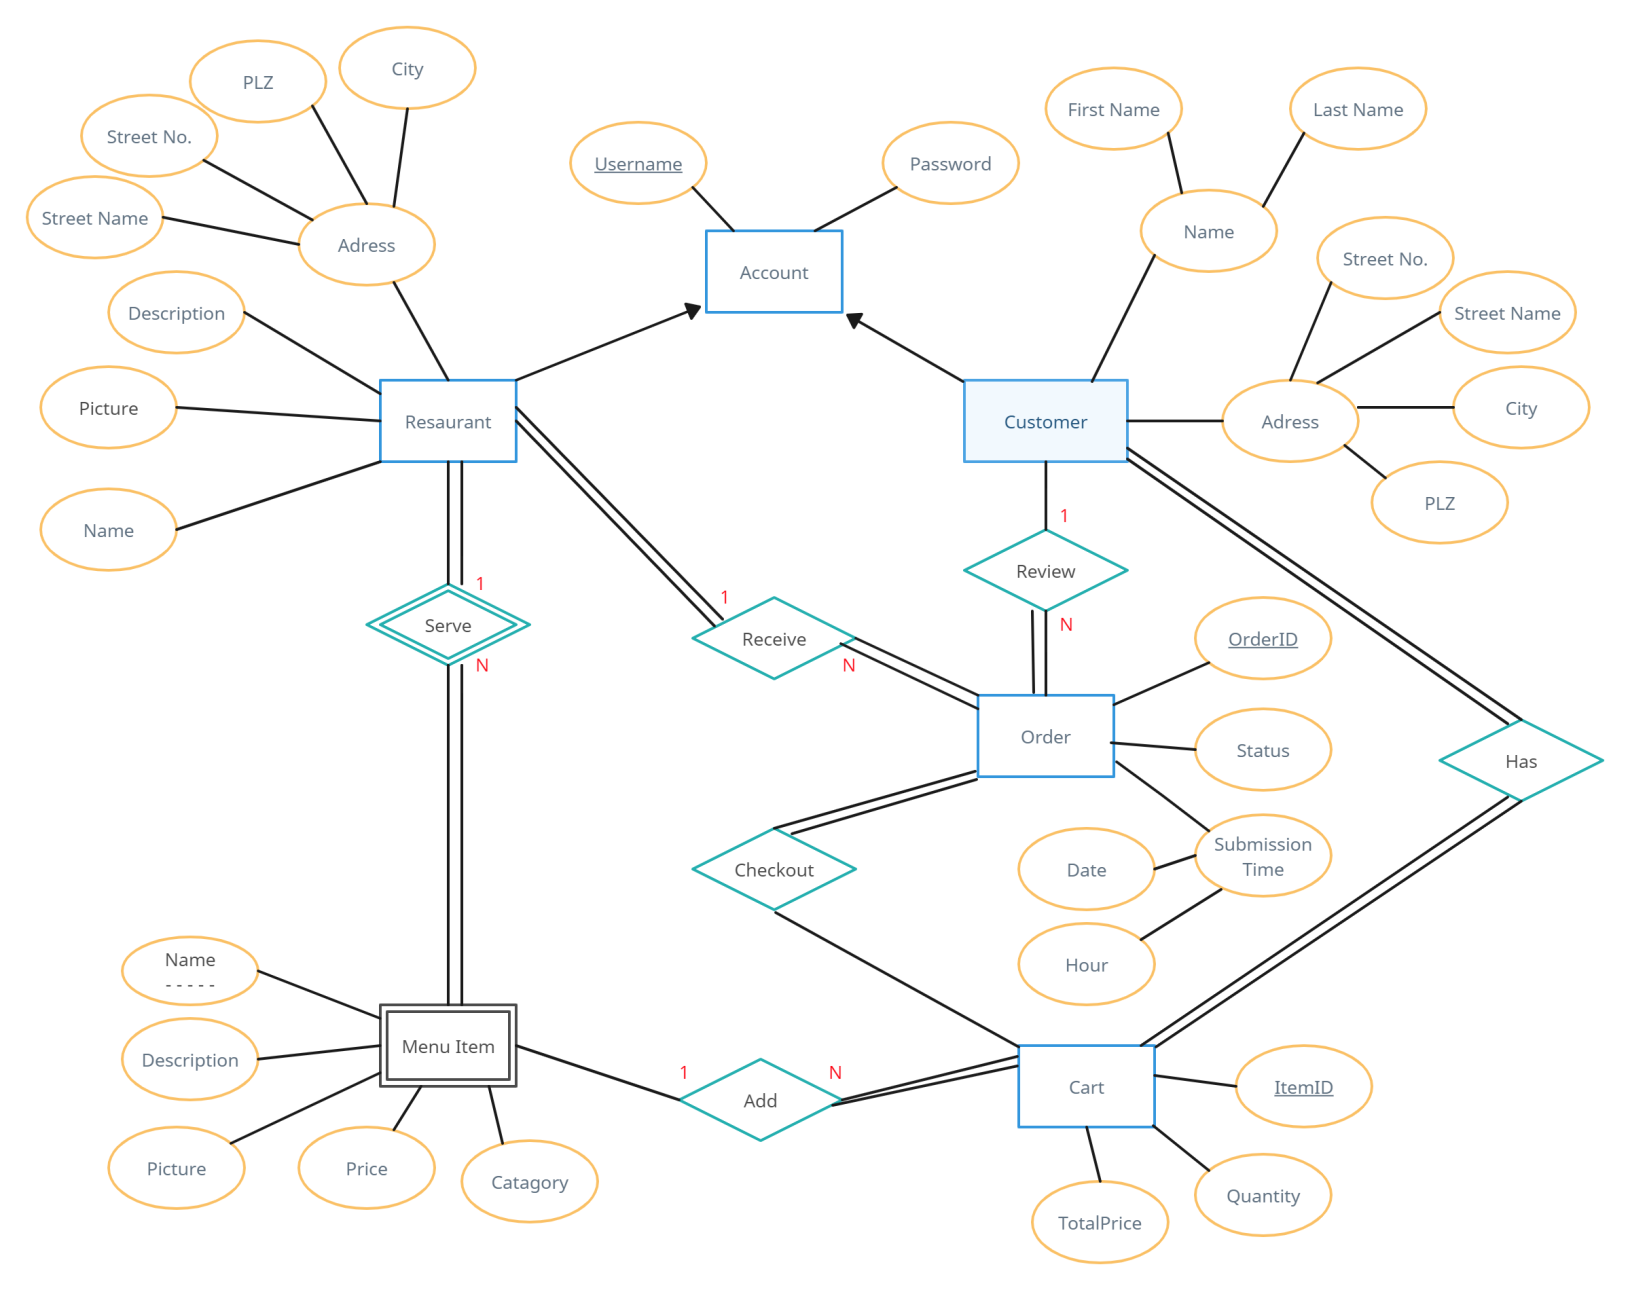 City
PLZ
Street No.
Street Name
Adress
Username
Password
First Name
Last Name
Name
Account
Street No.
Street Name
Description
Picture
Resaurant
Customer
Adress
City
PLZ
Name
1
Review
1
Serve
1
Receive
N
N
N
OrderID
Order
Status
Has
Submission
Time
Checkout
Date
Hour
Name
- - - - -
Description
Menu Item
1
Add
N
Cart
ItemID
Picture
Price
Catagory
Quantity
TotalPrice